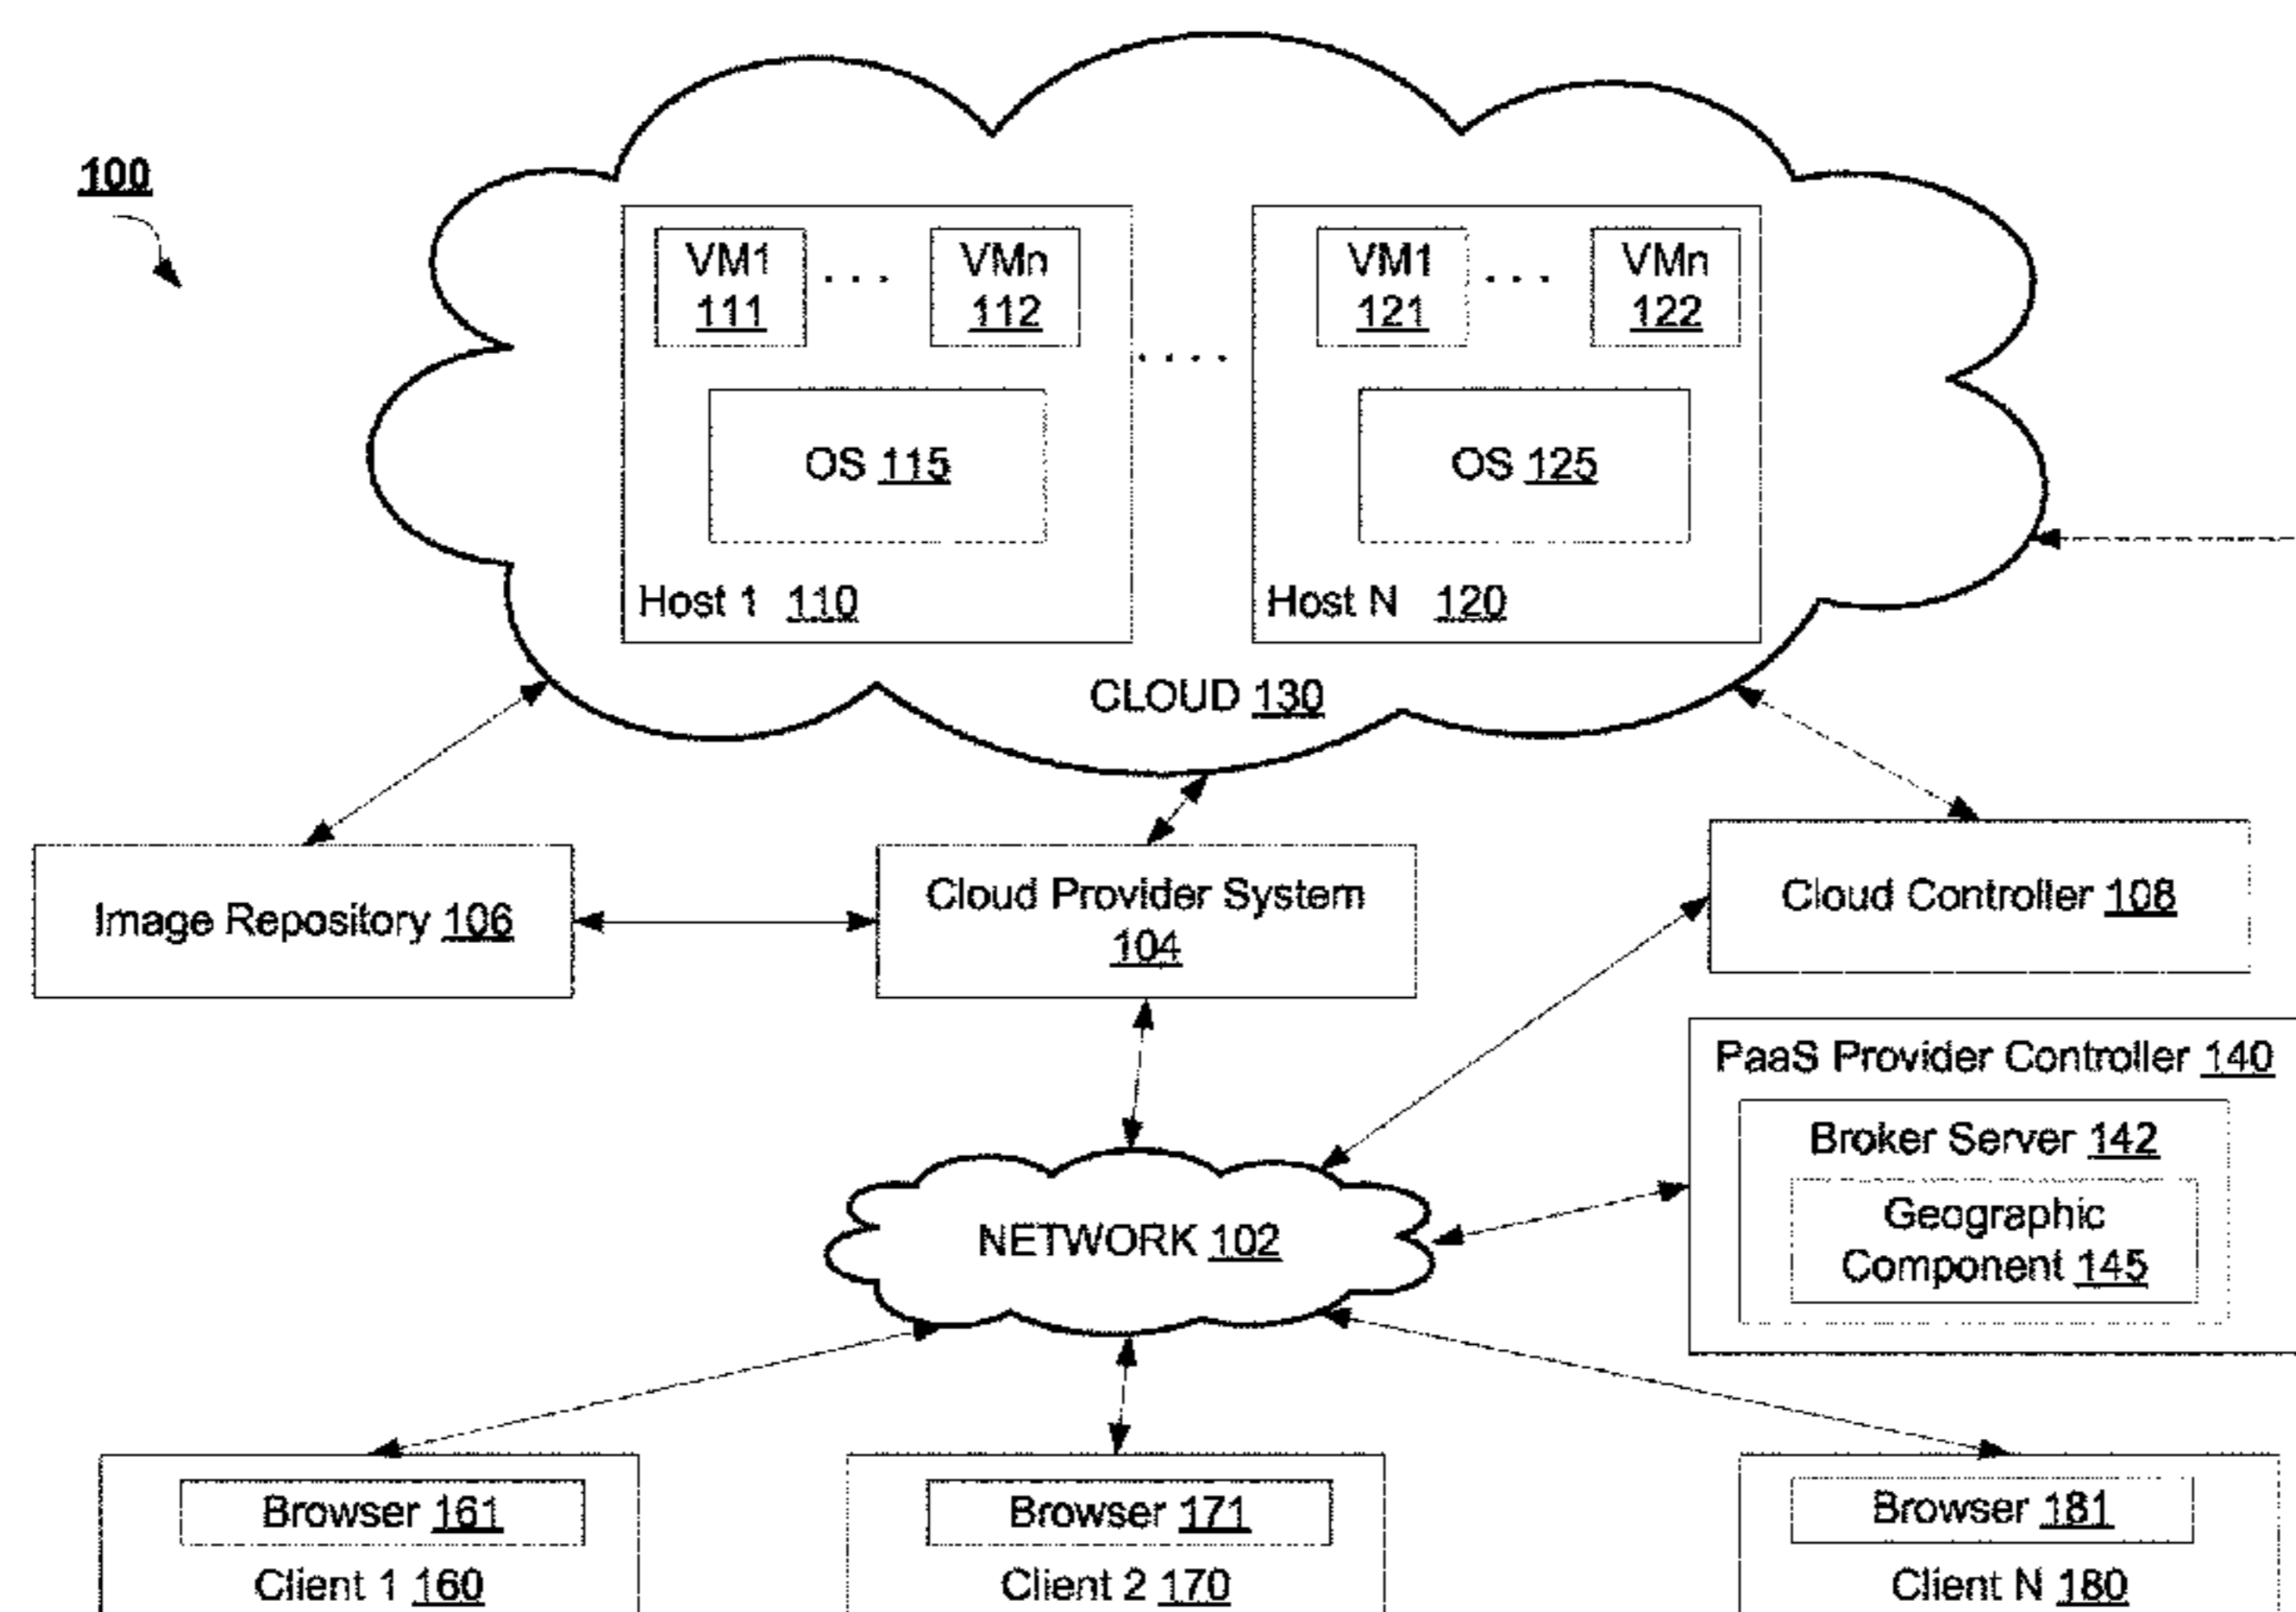 100
VM1
111
. . .
VMn
112
VM1
121
. . .
VMn
122
. . . .
OS 115
OS 125
Host 1 110
Host N 120
CLOUD 130
Image Repository 106
Cloud Provider System
104
Cloud Controller 108
PaaS Provider Controller 140
Broker Server 142
Geographic
Component 145
NETWORK 102
Browser 161
Client 1 160
Browser 171
Client 2 170
Browser 181
Client N 180